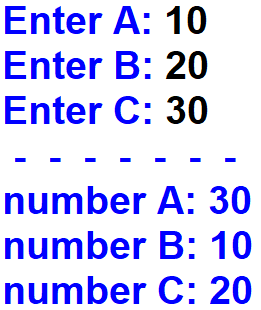 Enter A: 10
Enter B: 20
Enter C: 30
- - - - - - -
number A: 30
number B: 10
number C: 20